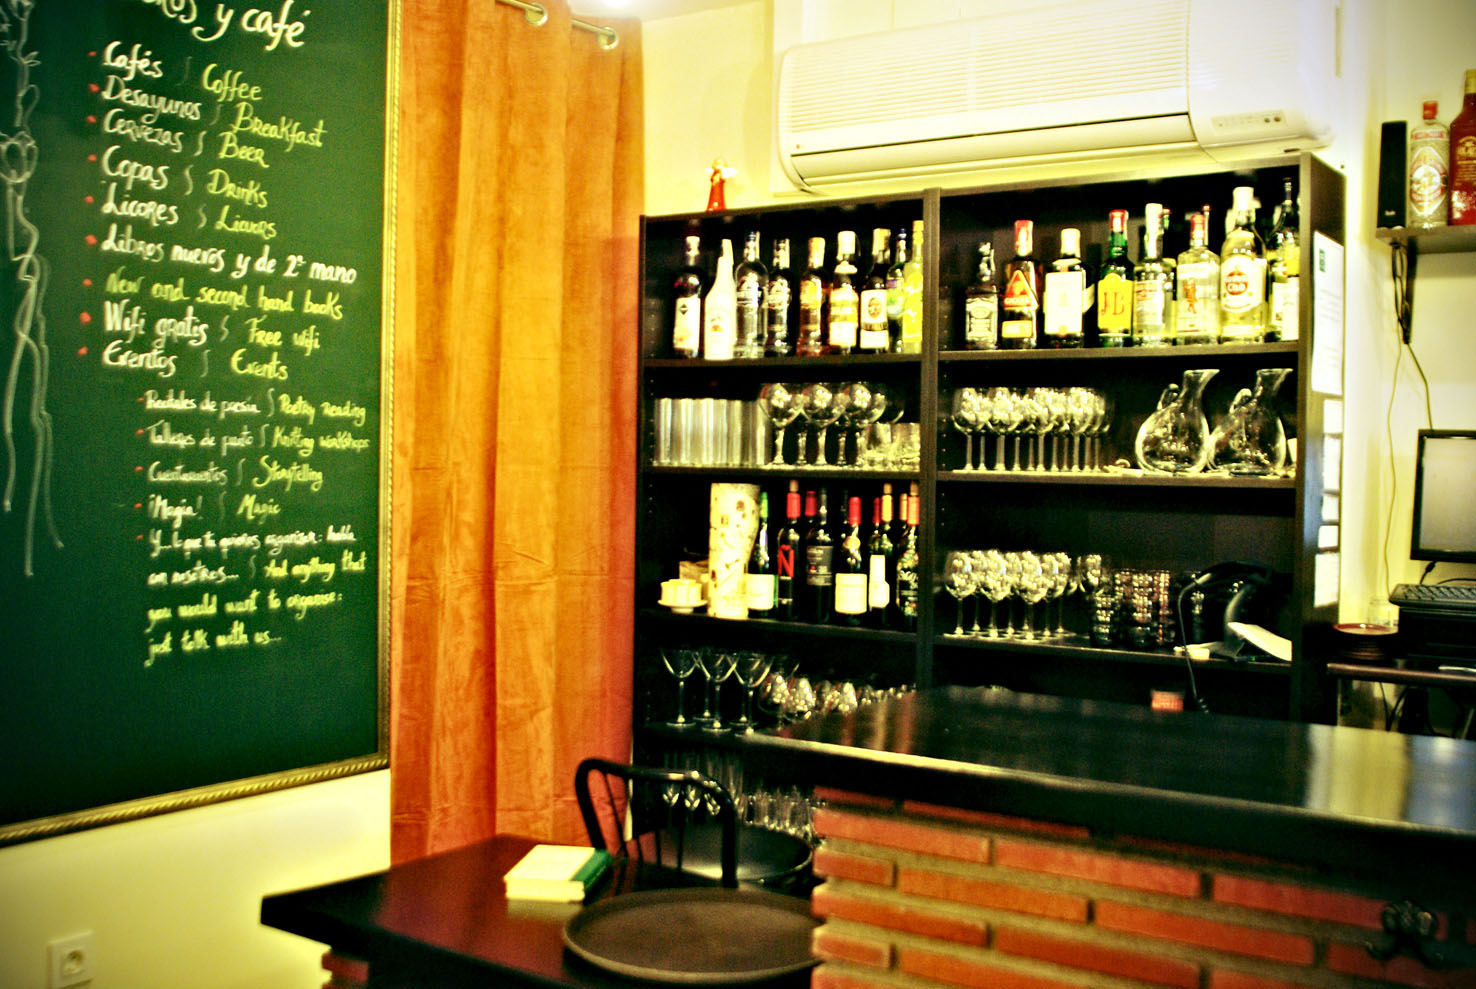 y café
Cafés Coffee
Desayunos Breakfast
Cervezas Beer
Copas Drinks
Licores Liquors
Libros nuevos y de 2ª mano
New and second hand books
Wifi gratis Free wifi
Eventos Events
Recitales de poesía Poetry reading
Talleres de punto Knitting workshops
Cuentacuentos Storytelling
¡Magia! Magic
Y... lo que tu quieras organizar: habla
con nosotros... And anything that
you would want to organise:
just talk with us...
J&B
Ñ